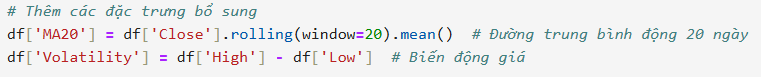 # Thêm các đặc trưng bổ sung
df['MA20'] = df['Close'].rolling(window=20).mean()  # Đường trung bình động 20 ngày
df['Volatility'] = df['High'] - df['Low']  # Biến động giá